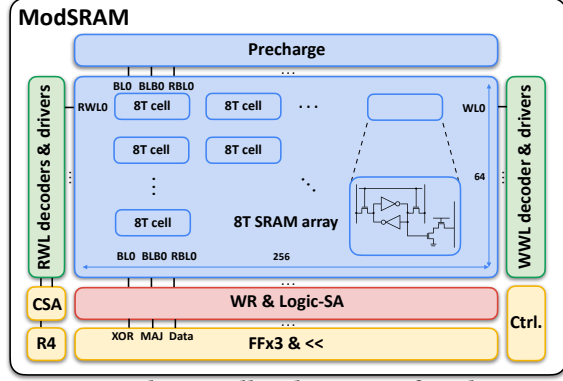 ModSRAM
Precharge
...
BL0 BLB0 RBL0
RWL0
8T cell
8T cell
...
WL0
RWL decoders & drivers
8T cell
8T cell
64
WWL decoder & drivers
8T cell
8T SRAM array
BL0 BLB0 RBL0
256
...
CSA
WR & Logic-SA
Ctrl.
XOR MAJ Data
...
R4
FFx3 & <<